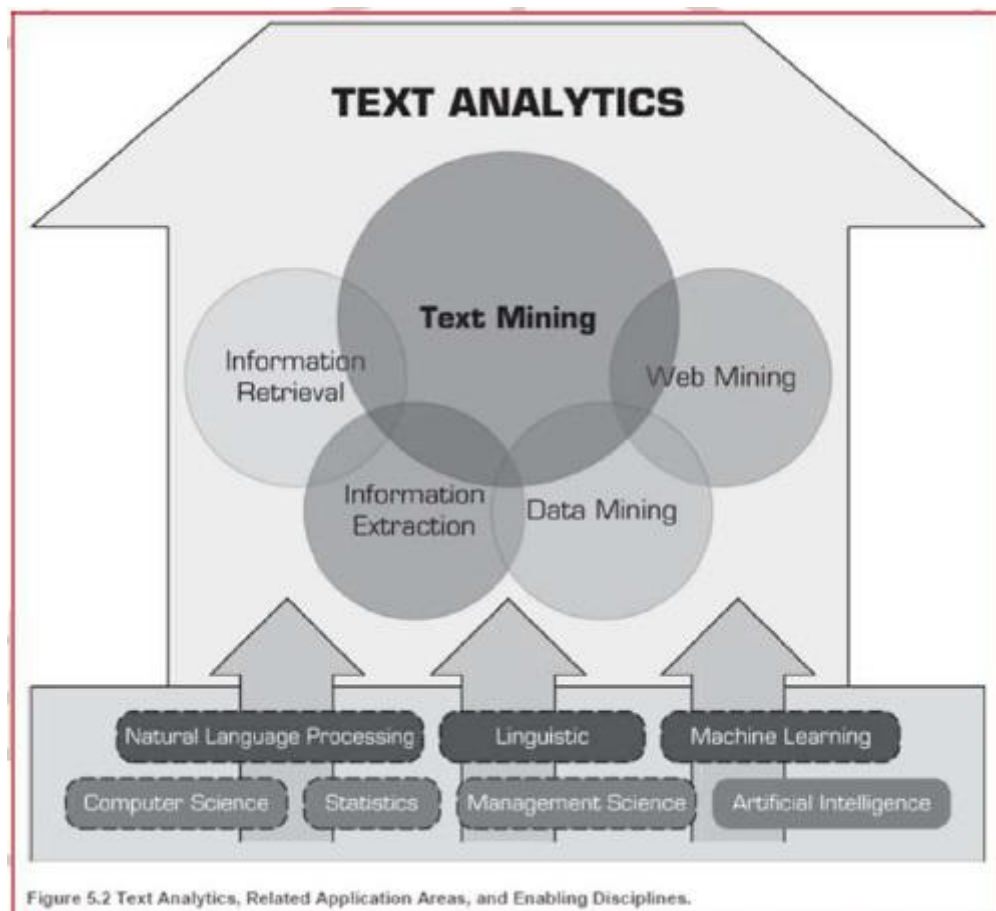 TEXT ANALYTICS
Text Mining
Information
Retrieval
Web Mining
Information
Extraction
Data Mining
Natural Language Processing
Linguistic
Machine Learning
Computer Science
Statistics
Management Science
Artificial Intelligence
Figure 5.2 Text Analytics, Related Application Areas, and Enabling Disciplines.